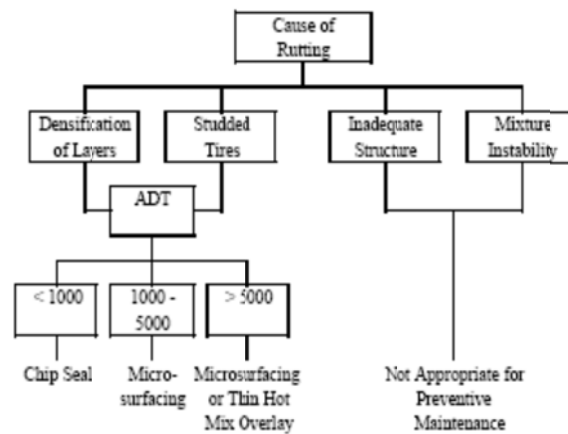 Cause of
Rutting
Densification
of Layers
Studded
Tires
Inadequate
Structure
Mixture
Instability
ADT
< 1000
1000 -
5000
> 5000
Chip Seal
Micro-
surfacing
Microsurfacing
or Thin Hot
Mix Overlay
Not Appropriate for
Preventive
Maintenance